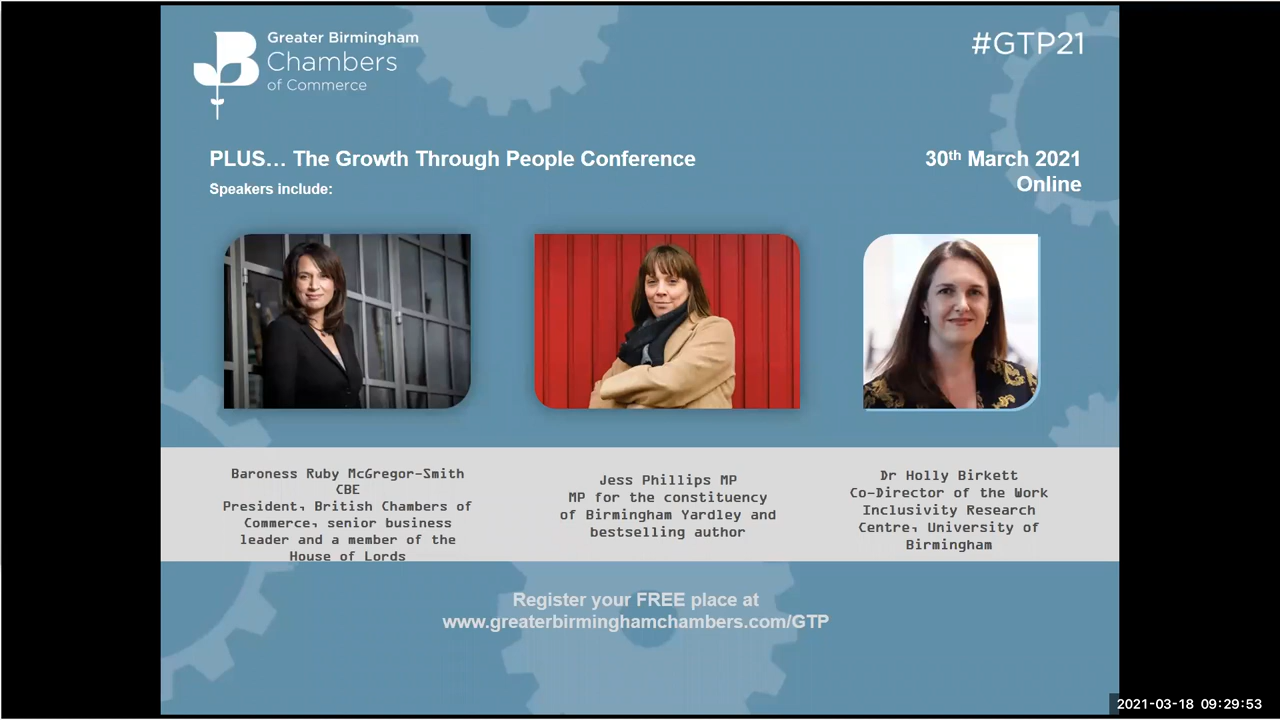 Greater Birmingham
Chambers
of Commerce
#GTP21
PLUS... The Growth Through People Conference
30th March 2021
Online
Speakers include:
Baroness Ruby McGregor-Smith
CBE
President, British Chambers of
Commerce, senior business
leader and a member of the
House of Lords
Jess Phillips MP
MP for the constituency
of Birmingham Yardley and
bestselling author
Dr Holly Birkett
Co-Director of the Work
Inclusivity Research
Centre, University of
Birmingham
Register your FREE place at
www.greaterbirminghamchambers.com/GTP
2021-03-18 09:29:53